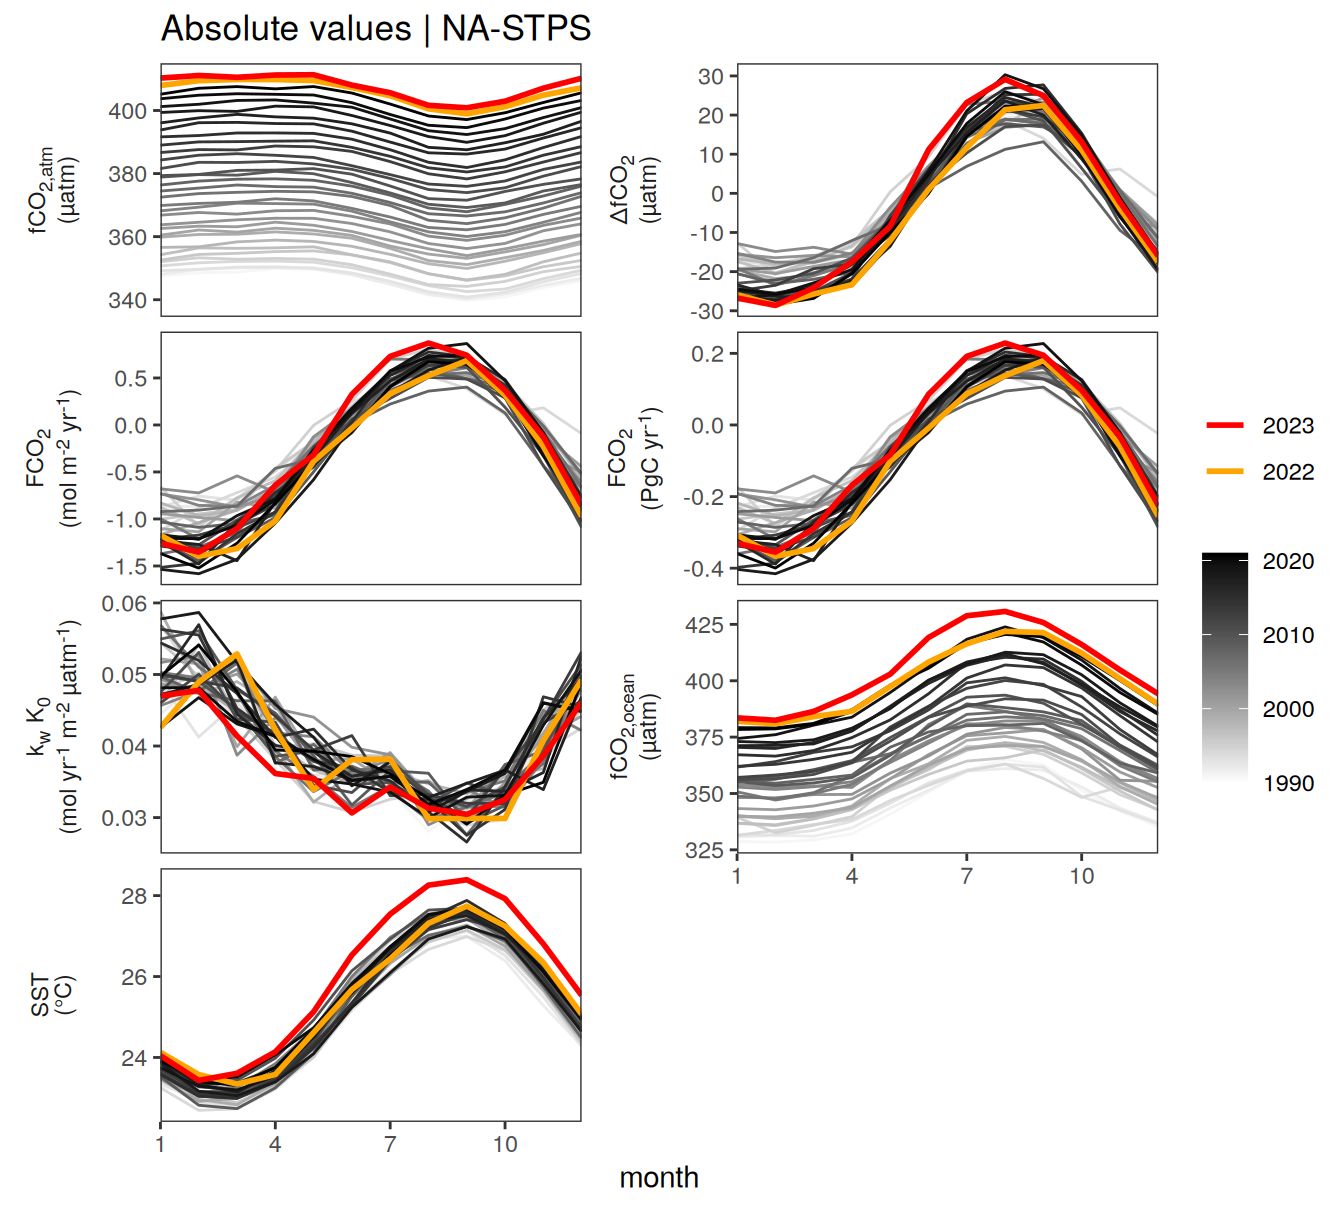 Absolute values | NA-STPS
fCO2,atm
(µatm)
400
380
360
340
ΔfCO2
(µatm)
30
20
10
0
-10
-20
-30
FCO2
(mol m-2 yr-1)
0.5
0.0
-0.5
-1.0
-1.5
FCO2
(PgC yr-1)
0.2
0.0
-0.2
-0.4
kw K0
(mol yr-1 m-2 µatm-1)
0.06
0.05
0.04
0.03
fCO2,ocean
(µatm)
425
400
375
350
325
1 4 7 10
SST
(°C)
28
26
24
1 4 7 10
month
2023
2022
2020
2010
2000
1990